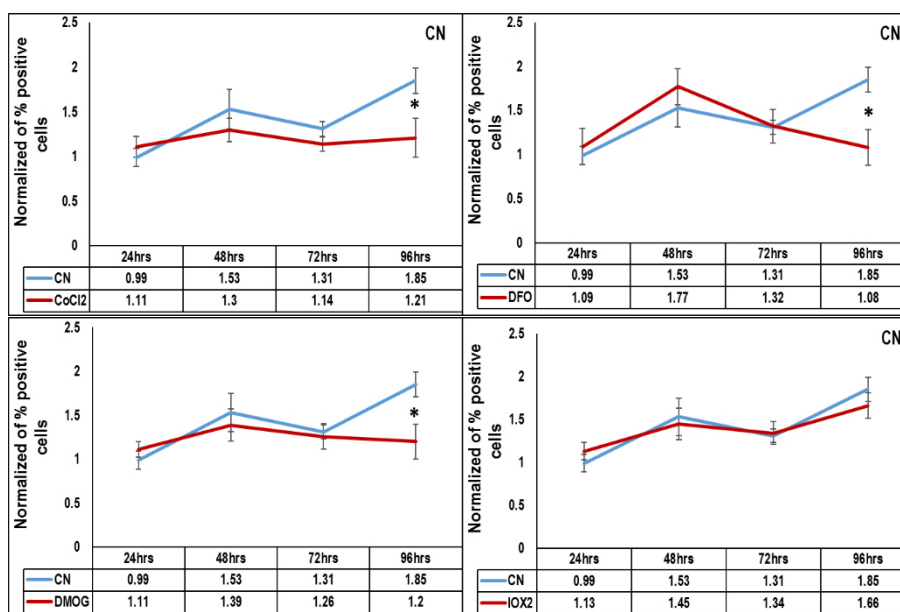 CN
Normalized of % positive
cells
2.5
2
1.5
1
0.5
0
*
24hrs 48hrs 72hrs 96hrs
CN 0.99 1.53 1.31 1.85
CoCl2 1.11 1.3 1.14 1.21
CN
Normalized of % positive
cells
2.5
2
1.5
1
0.5
0
*
24hrs 48hrs 72hrs 96hrs
CN 0.99 1.53 1.31 1.85
DFO 1.09 1.77 1.32 1.08
Normalized of % positive
cells
2.5
2
1.5
1
0.5
0
*
24hrs 48hrs 72hrs 96hrs
CN 0.99 1.53 1.31 1.85
DMOG 1.11 1.39 1.26 1.2
CN
Normalized of % positive
cells
2.5
2
1.5
1
0.5
0
24hrs 48hrs 72hrs 96hrs
CN 0.99 1.53 1.31 1.85
IOX2 1.13 1.45 1.34 1.66